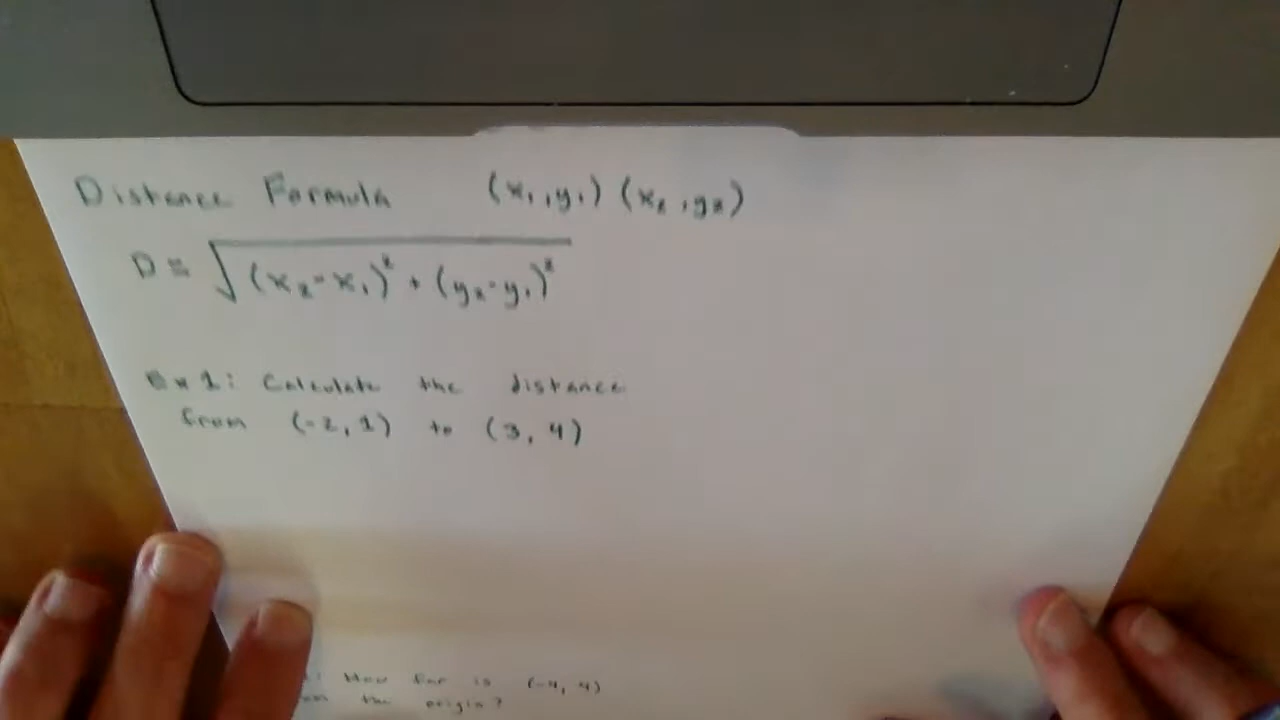 Distance Formula (x₁,y₁) (x₂,y₂)
D = √(x₂-x₁)² + (y₂-y₁)²
Ex 1: Calculate the distance
from (-2,1) to (3,4)
: How far is (-4,4)
the origin?